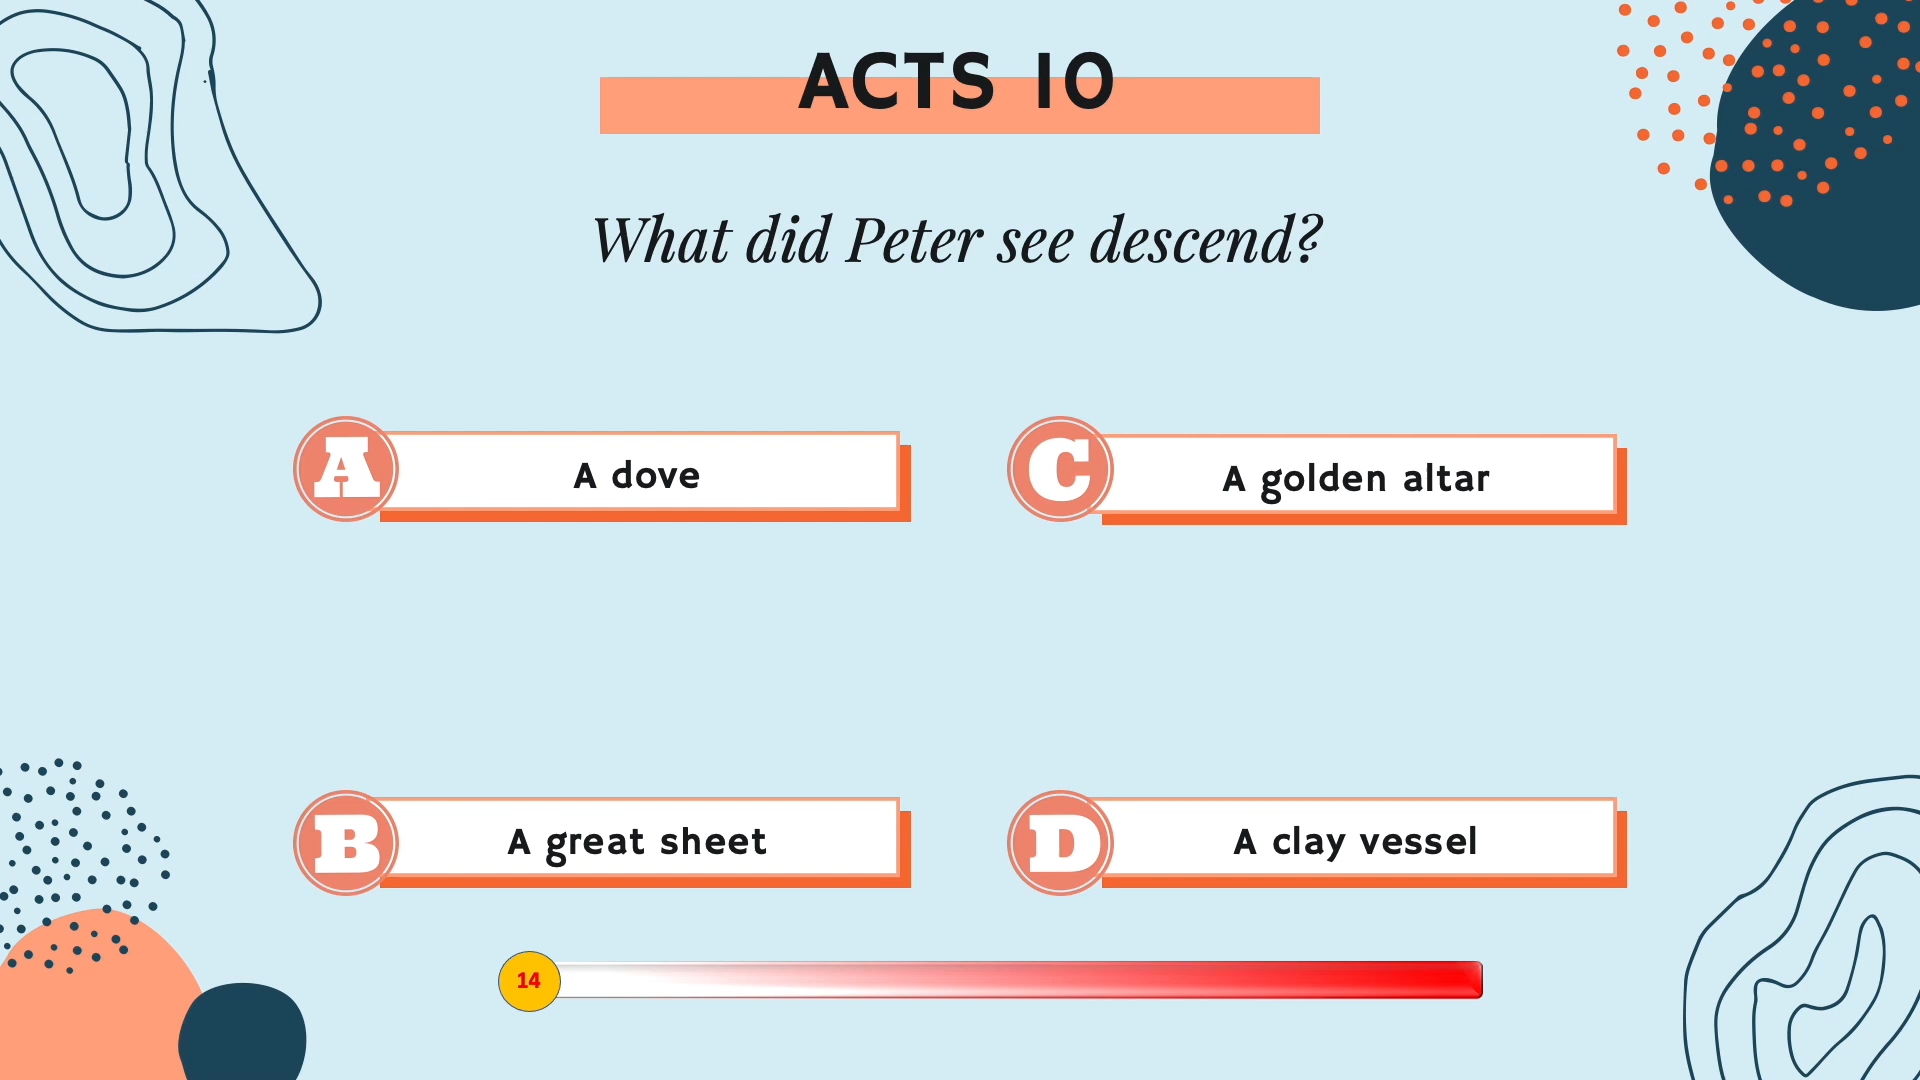 ACTS 10
What did Peter see descend?
A A dove
C A golden altar
B A great sheet
D A clay vessel
14